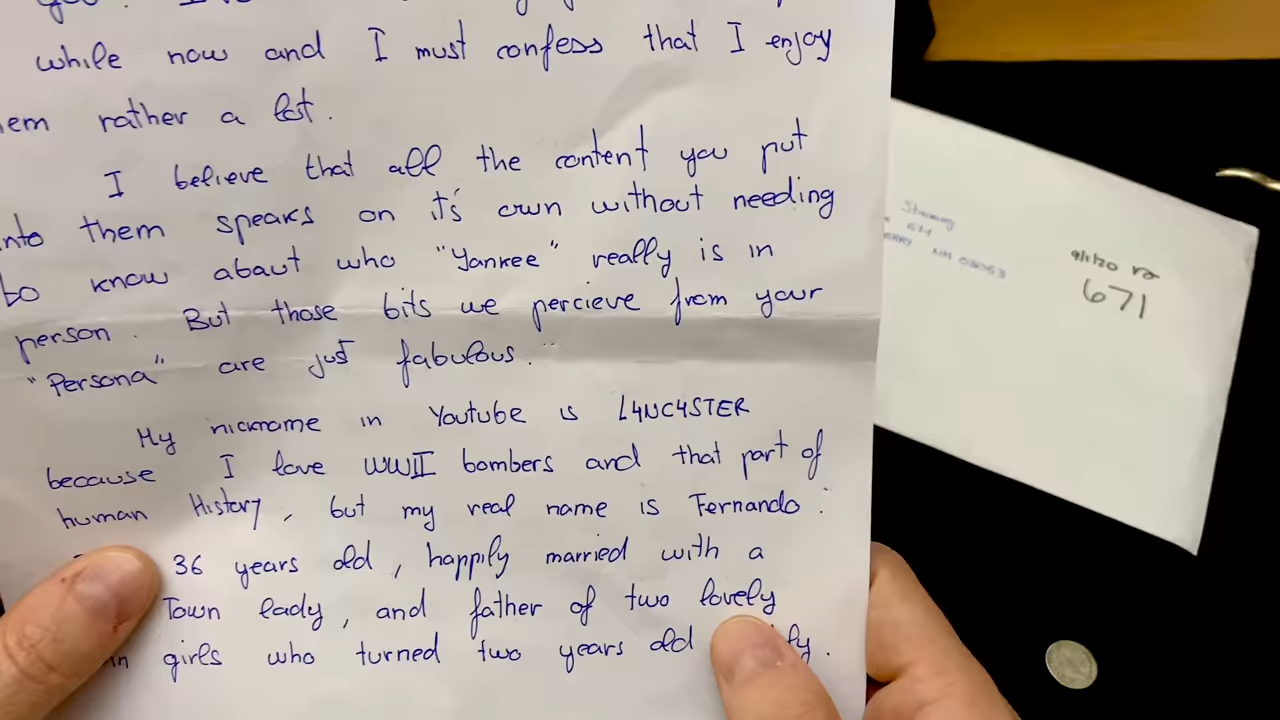 while now and I must confess that I enjoy
rather a lot.
I believe that all the content you put
them speaks on it's own without needing
know about who "Yankee" really is in
person. But those bits we percieve from your
"Persona" are just fabulous."
My nickname in Youtube is L4NC4STER
because I love WWII bombers and that part of
human History, but my real name is Fernando.
36 years old, happily married with a
Town lady, and father of two lovely
girls who turned two years old
NH
671